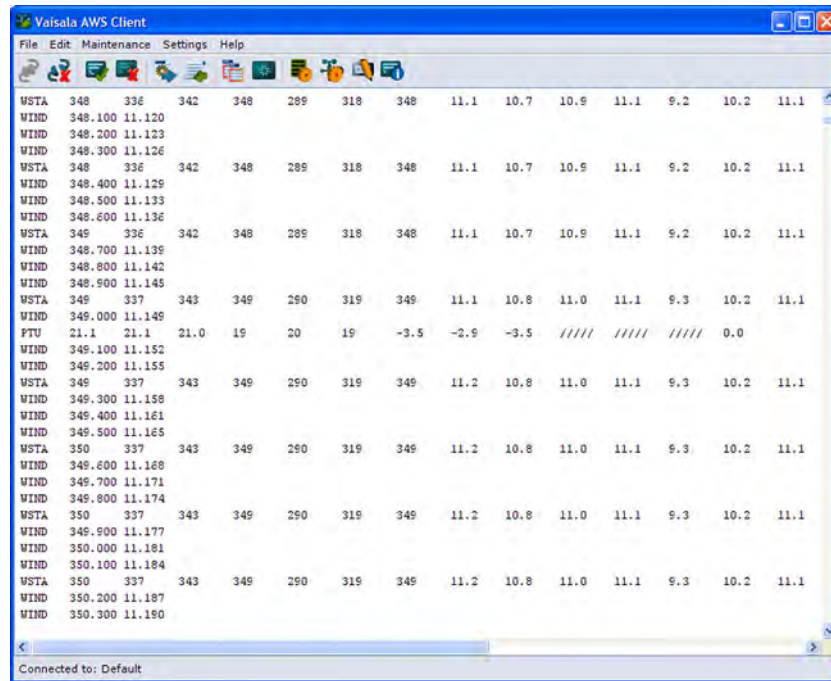 Vaisala AWS Client
File Edit Maintenance Settings Help
WSTA 348 336 342 348 289 318 348 11.1 10.7 10.9 11.1 9.2 10.2 11.1
WIND 348.100 11.120
WIND 348.200 11.123
WIND 348.300 11.126
WSTA 348 336 342 348 289 318 348 11.1 10.7 10.9 11.1 9.2 10.2 11.1
WIND 348.400 11.129
WIND 348.500 11.133
WIND 348.600 11.136
WSTA 349 336 342 348 289 318 348 11.1 10.7 10.9 11.1 9.2 10.2 11.1
WIND 348.700 11.139
WIND 348.800 11.142
WIND 348.900 11.145
WSTA 349 337 343 349 290 319 349 11.1 10.8 11.0 11.1 9.3 10.2 11.1
WIND 349.000 11.149
PTU 21.1 21.1 21.0 19 20 19 -3.5 -2.9 -3.5 ///// ///// ///// 0.0
WIND 349.100 11.152
WIND 349.200 11.155
WSTA 349 337 343 349 290 319 349 11.2 10.8 11.0 11.1 9.3 10.2 11.1
WIND 349.300 11.158
WIND 349.400 11.161
WIND 349.500 11.165
WSTA 350 337 343 349 290 319 349 11.2 10.8 11.0 11.1 9.3 10.2 11.1
WIND 349.600 11.168
WIND 349.700 11.171
WIND 349.800 11.174
WSTA 350 337 343 349 290 319 349 11.2 10.8 11.0 11.1 9.3 10.2 11.1
WIND 349.900 11.177
WIND 350.000 11.181
WIND 350.100 11.184
WSTA 350 337 343 349 290 319 349 11.2 10.8 11.0 11.1 9.3 10.2 11.1
WIND 350.200 11.187
WIND 350.300 11.190
Connected to: Default